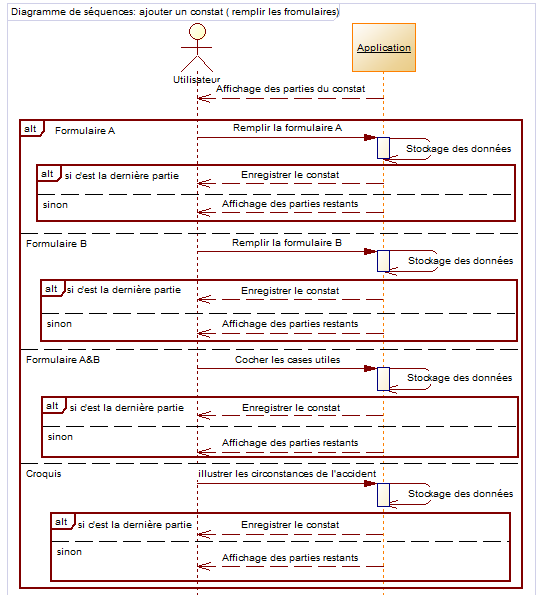 Diagramme de séquences: ajouter un constat ( remplir les fromulaires)
Utilisateur
Application
Affichage des parties du constat
alt
Formulaire A
Remplir la formulaire A
Stockage des données
alt
si c'est la dernière partie
Enregistrer le constat
sinon
Affichage des parties restants
Formulaire B
Remplir la formulaire B
Stockage des données
alt
si c'est la dernière partie
Enregistrer le constat
sinon
Affichage des parties restants
Formulaire A&B
Cocher les cases utiles
Stockage des données
alt
si c'est la dernière partie
Enregistrer le constat
sinon
Affichage des parties restants
Croquis
illustrer les circonstances de l'accident
Stockage des données
alt
si c'est la dernière partie
Enregistrer le constat
sinon
Affichage des parties restants